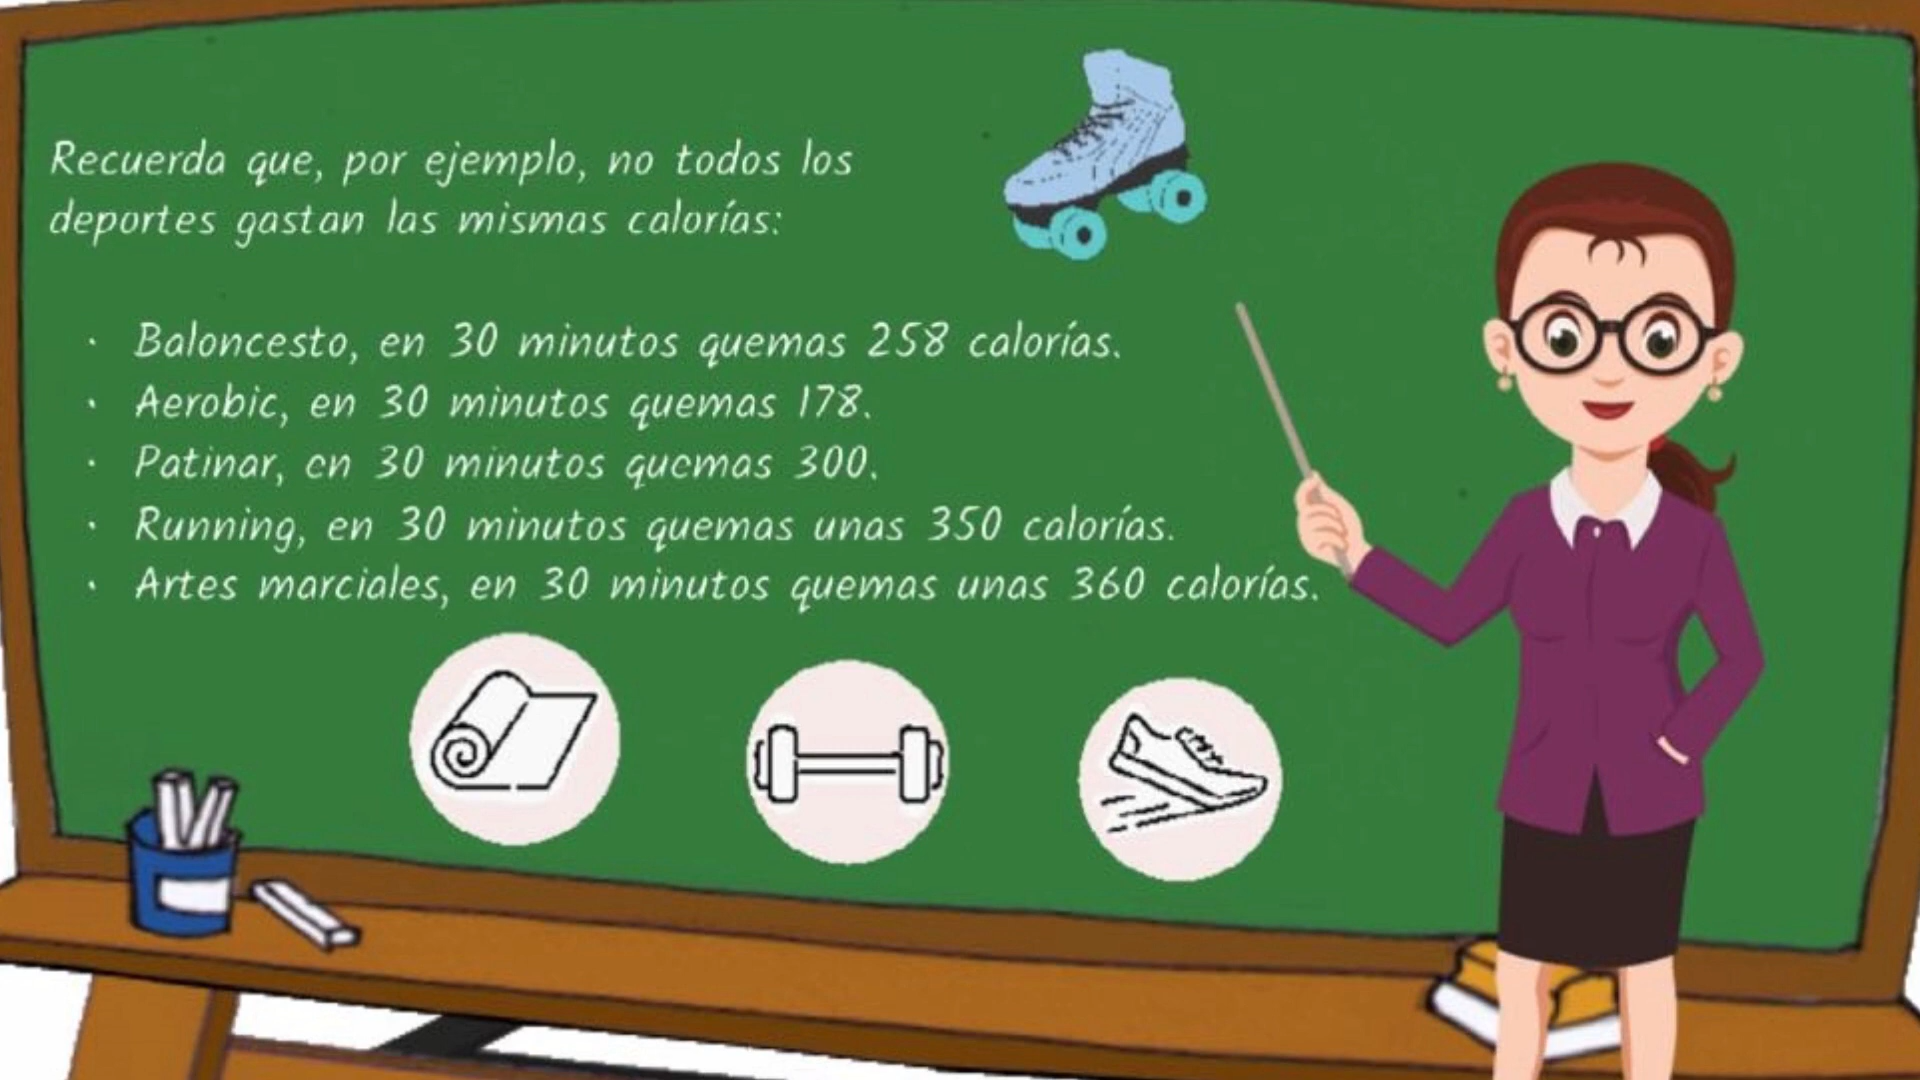 Recuerda que, por ejemplo, no todos los
deportes gastan las mismas calorías:
· Baloncesto, en 30 minutos quemas 258 calorías.
· Aerobic, en 30 minutos quemas 178.
· Patinar, en 30 minutos quemas 300.
· Running, en 30 minutos quemas unas 350 calorías.
· Artes marciales, en 30 minutos quemas unas 360 calorías.